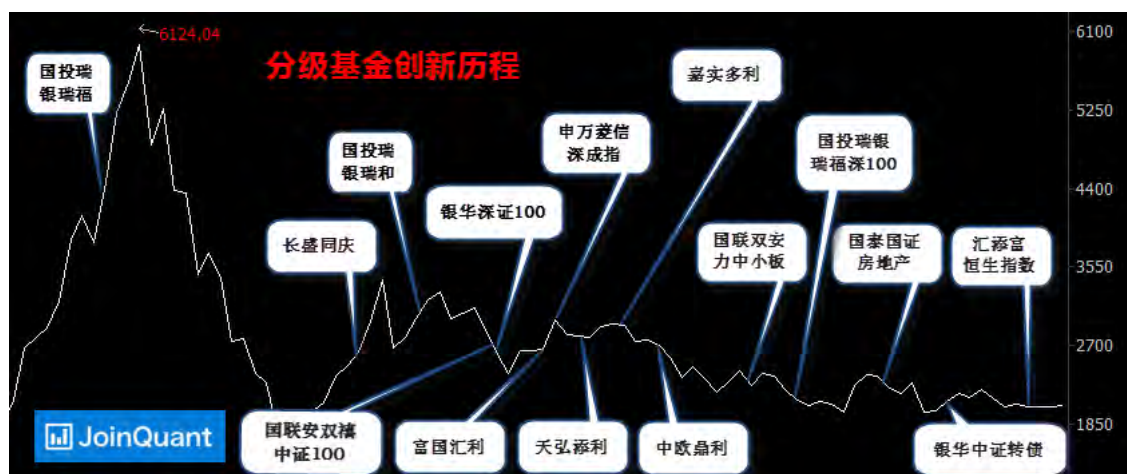 6124.04
分级基金创新历程
国投瑞
银瑞福
长盛同庆
国投瑞
银瑞和
银华深证100
申万菱信
深成指
嘉实多利
国联双安
力中小板
国投瑞银
瑞福深100
国泰国证
房地产
汇添富
恒生指数
国联安双禧
中证100
富国汇利
天弘添利
中欧鼎利
银华中证转债
6100
5250
4400
3550
2700
1850
JoinQuant